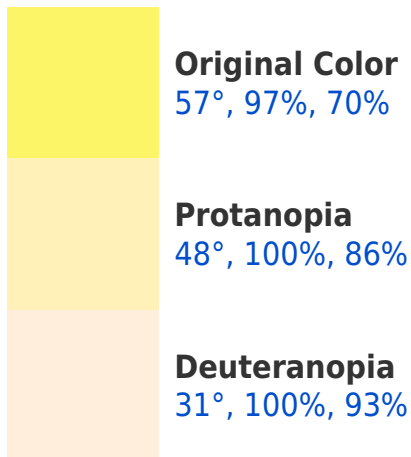 Original Color
57°, 97%, 70%
Protanopia
48°, 100%, 86%
Deuteranopia
31°, 100%, 93%